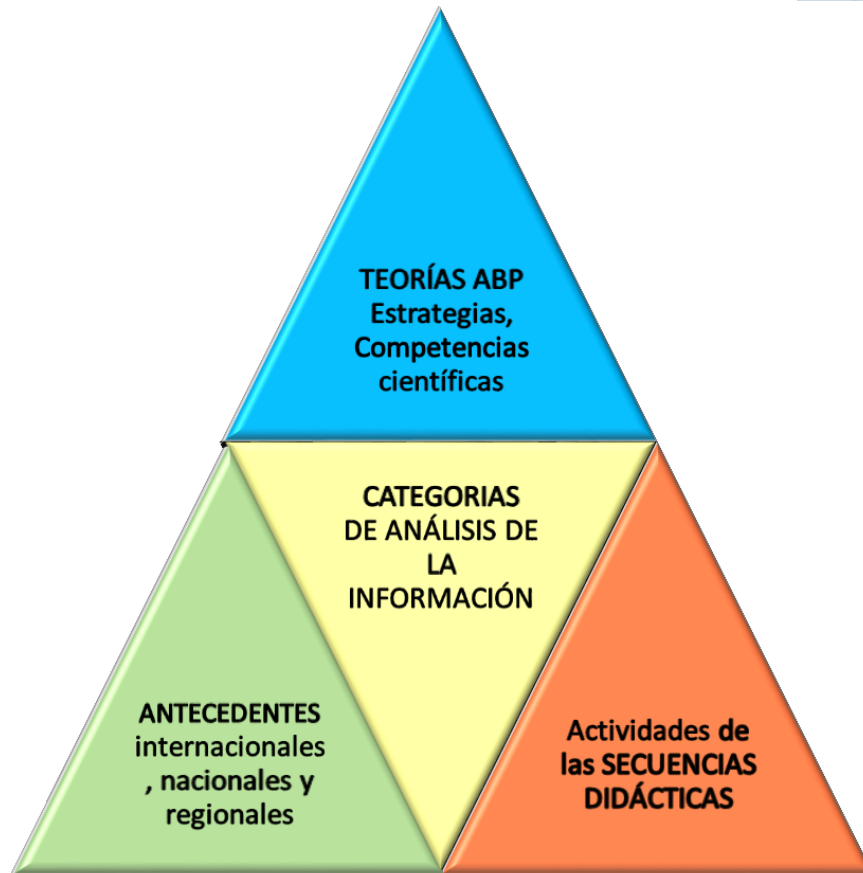 TEORÍAS ABP
Estrategias,
Competencias
científicas
CATEGORIAS
DE ANÁLISIS DE
LA
INFORMACIÓN
ANTECEDENTES
internacionales
, nacionales y
regionales
Actividades de
las SECUENCIAS
DIDÁCTICAS